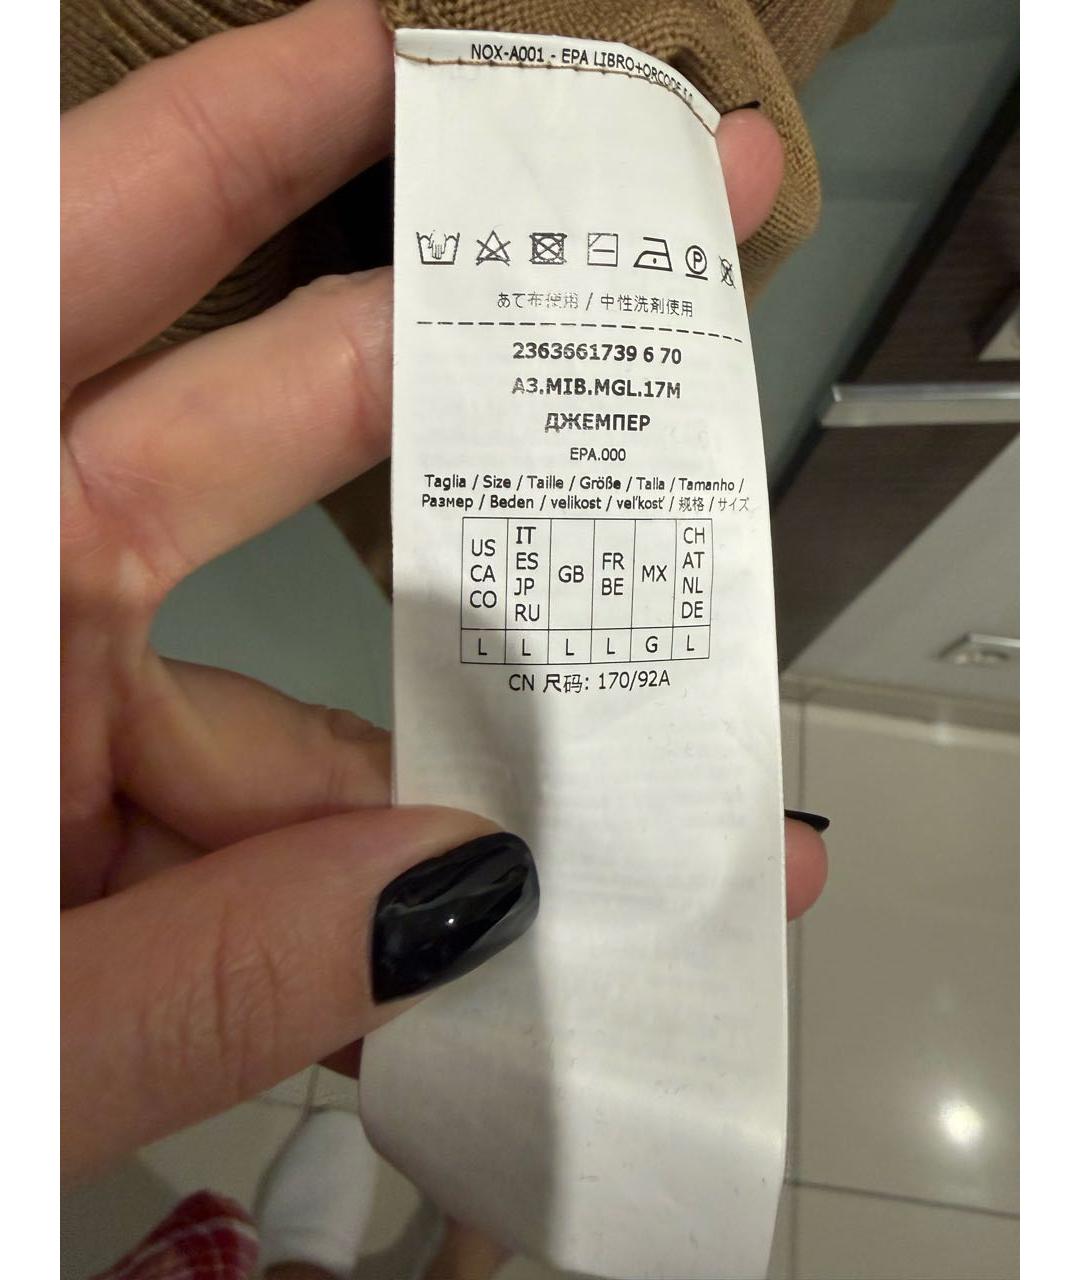 NOX-A001 - EPA LIBRO+QRCODE
P
あて布使用 / 中性洗剤使用
2363661739 6 70
A3.MIB.MGL.17M
ДЖЕМПЕР
EPA.000
Taglia / Size / Taille / Größe / Talla / Tamanho /
Размер / Beden / velikost / veľkosť / 规格 / サイズ
US CA CO IT ES JP RU GB FR BE MX CH AT NL DE
L L L L G L
CN 尺码: 170/92A